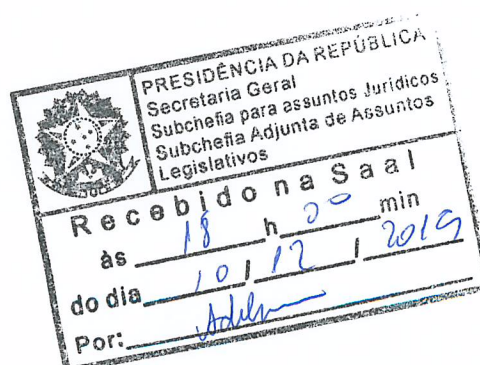 PRESIDÊNCIA DA REPÚBLICA
Secretaria Geral
Subchefia para assuntos Jurídicos
Subchefia Adjunta de Assuntos
Legislativos
Recebido na Saal
às 18 h 00 min
do dia 10 / 12 / 2019
Por: